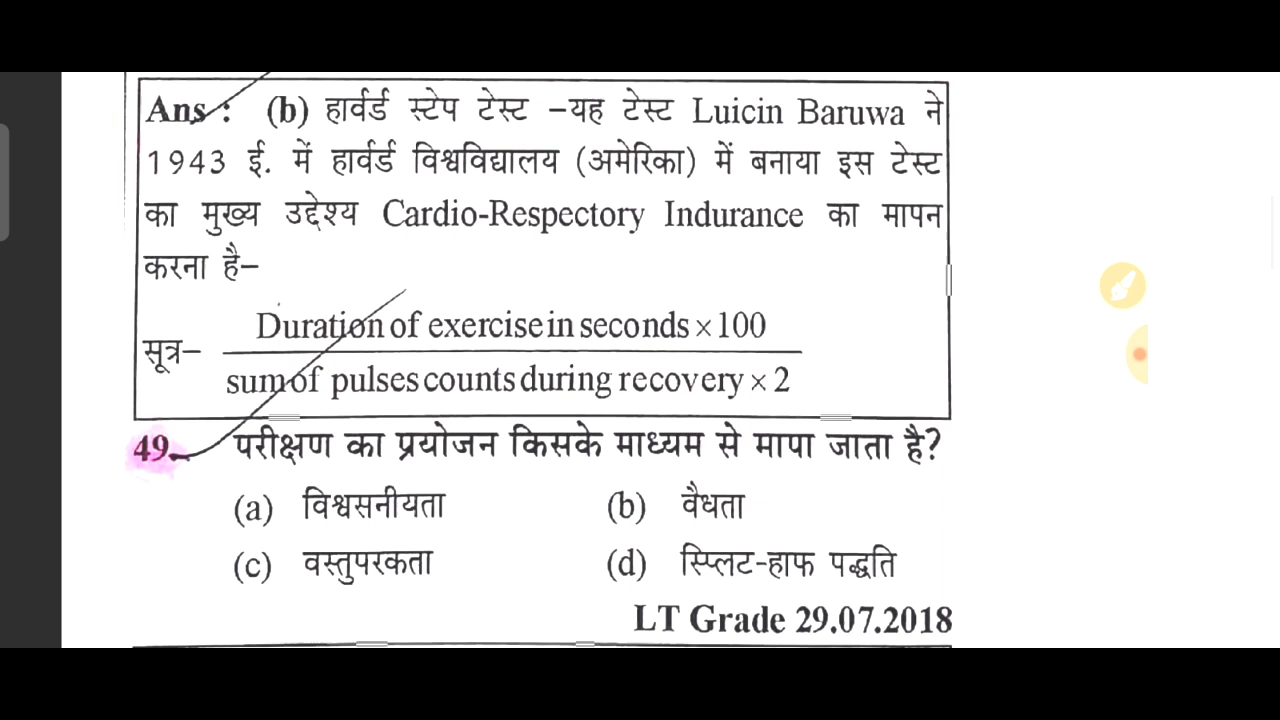 Ans : (b) हार्वर्ड स्टेप टेस्ट –यह टेस्ट Luicin Baruwa ने
1943 ई. में हार्वर्ड विश्वविद्यालय (अमेरिका) में बनाया इस टेस्ट
का मुख्य उद्देश्य Cardio-Respectory Indurance का मापन
करना है–
सूत्र– Duration of exercise in seconds × 100
sum of pulses counts during recovery × 2
49. परीक्षण का प्रयोजन किसके माध्यम से मापा जाता है?
(a) विश्वसनीयता (b) वैधता
(c) वस्तुपरकता (d) स्प्लिट-हाफ पद्धति
LT Grade 29.07.2018